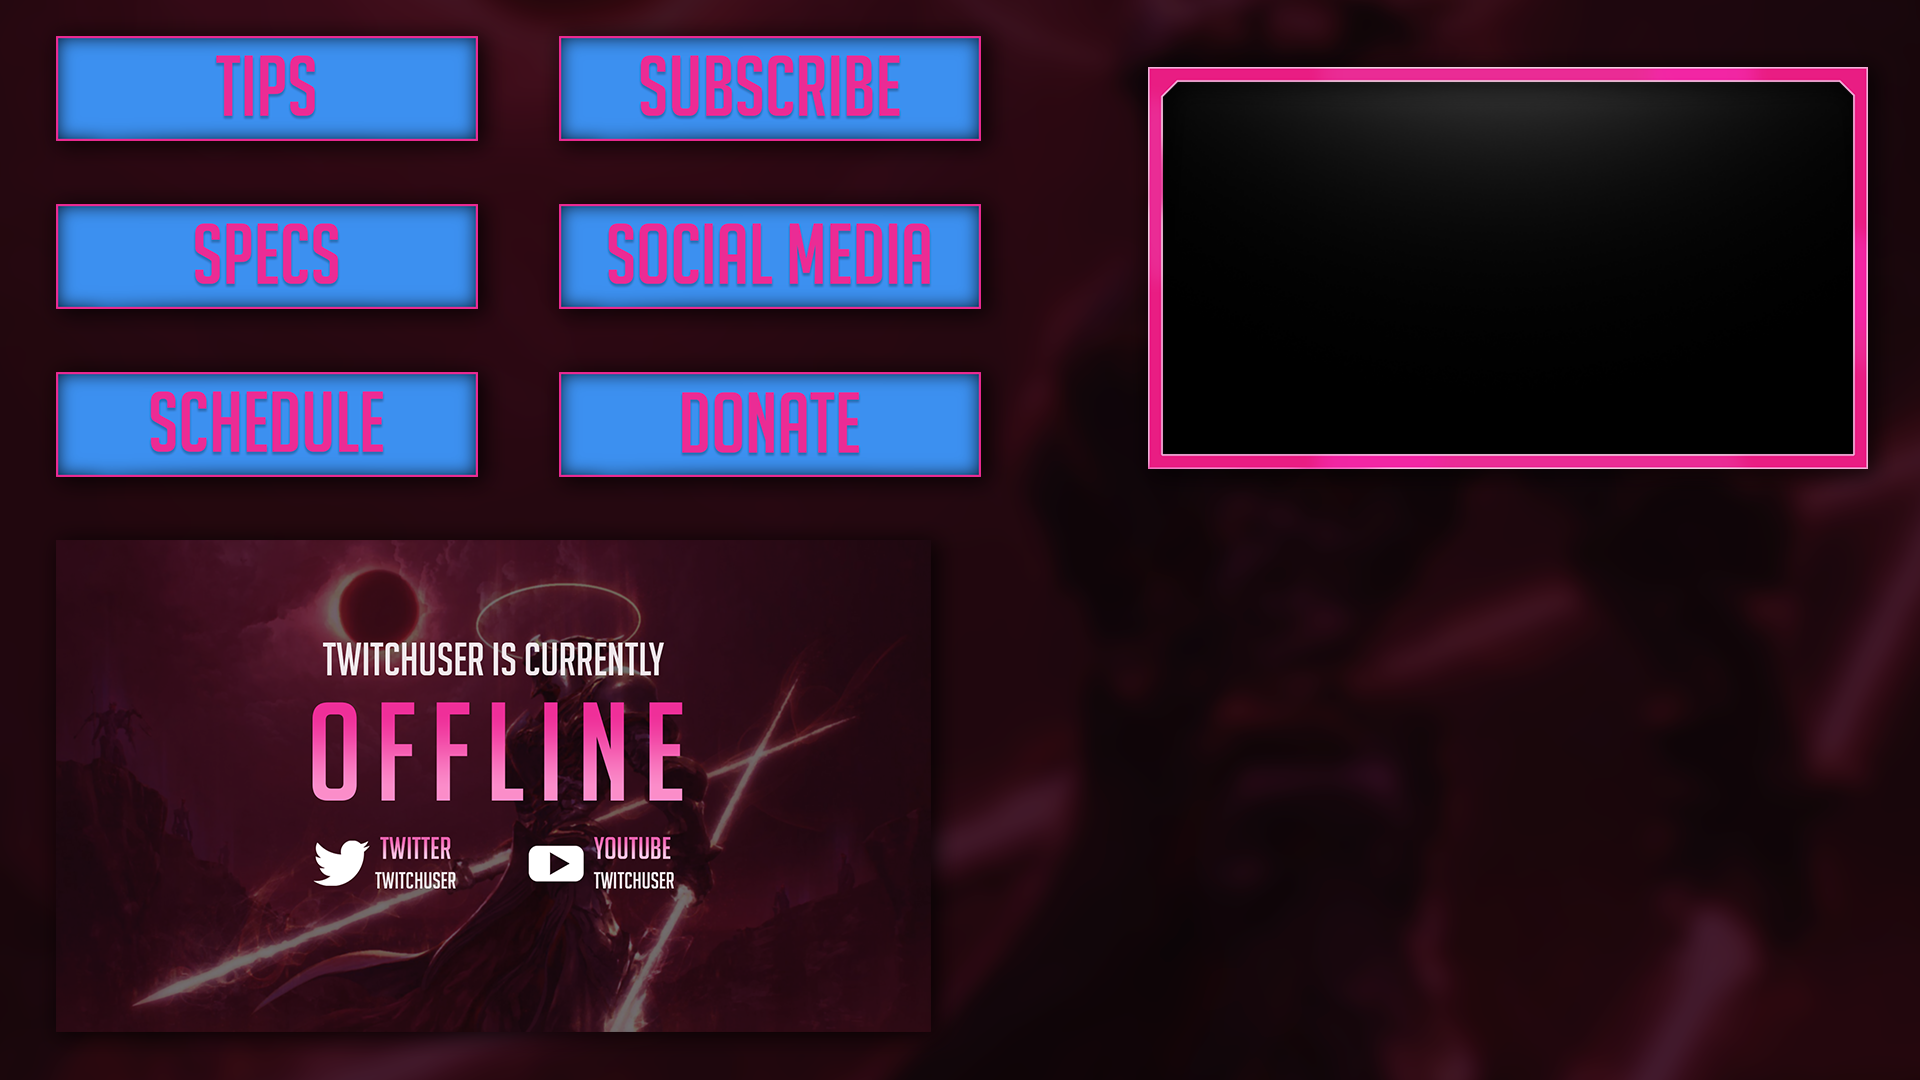 TIPS
SUBSCRIBE
SPECS
SOCIAL MEDIA
SCHEDULE
DONATE
TWITCHUSER IS CURRENTLY
OFFLINE
TWITTER
TWITCHUSER
YOUTUBE
TWITCHUSER